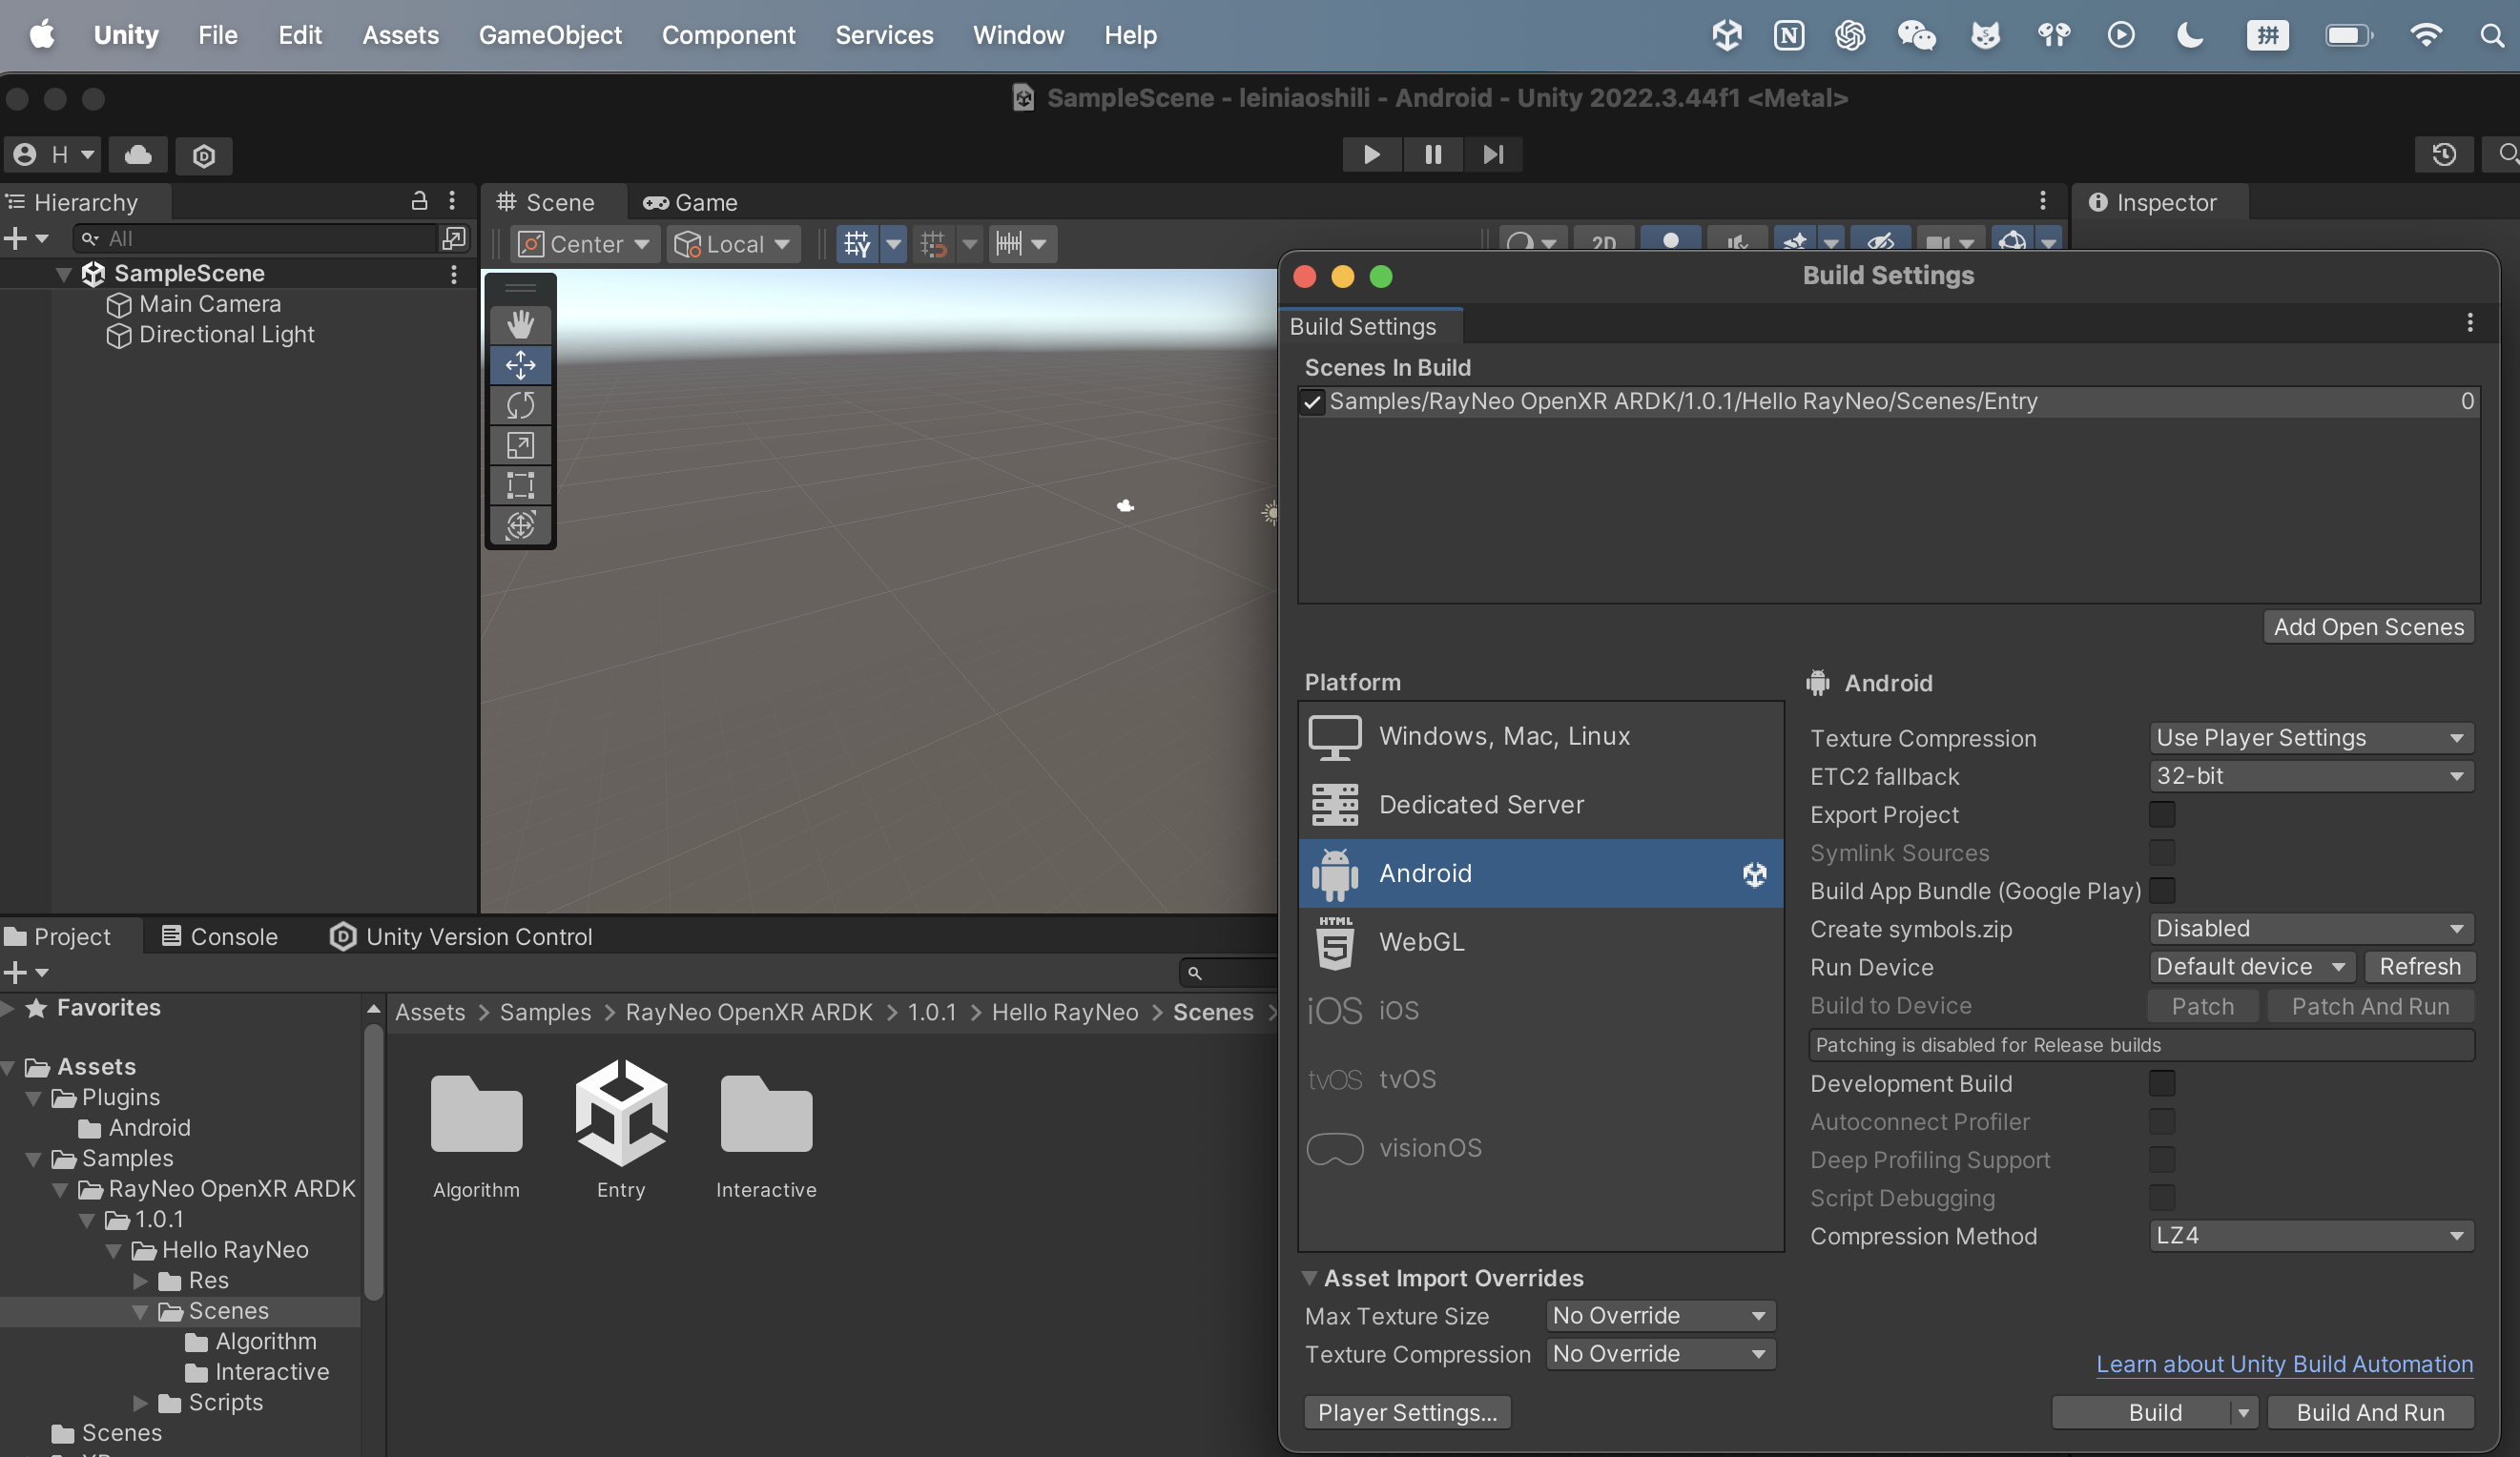 Unity File Edit Assets GameObject Component Services Window Help 拼
SampleScene - leiniaoshili - Android - Unity 2022.3.44f1 <Metal>
H
Hierarchy
All
SampleScene
Main Camera
Directional Light
Scene Game
Center Local 2D
Inspector
Build Settings
Build Settings
Scenes In Build
Samples/RayNeo OpenXR ARDK/1.0.1/Hello RayNeo/Scenes/Entry 0
Add Open Scenes
Platform
Windows, Mac, Linux
Dedicated Server
Android
HTML
5
WebGL
iOS iOS
tvOS tvOS
visionOS
Android
Texture Compression Use Player Settings
ETC2 fallback 32-bit
Export Project
Symlink Sources
Build App Bundle (Google Play)
Create symbols.zip Disabled
Run Device Default device Refresh
Build to Device Patch Patch And Run
Patching is disabled for Release builds
Development Build
Autoconnect Profiler
Deep Profiling Support
Script Debugging
Compression Method LZ4
Asset Import Overrides
Max Texture Size No Override
Texture Compression No Override
Learn about Unity Build Automation
Player Settings... Build Build And Run
Project Console Unity Version Control
Favorites
Assets
Plugins
Android
Samples
RayNeo OpenXR ARDK
1.0.1
Hello RayNeo
Res
Scenes
Algorithm
Interactive
Scripts
Scenes
Assets > Samples > RayNeo OpenXR ARDK > 1.0.1 > Hello RayNeo > Scenes >
Algorithm Entry Interactive